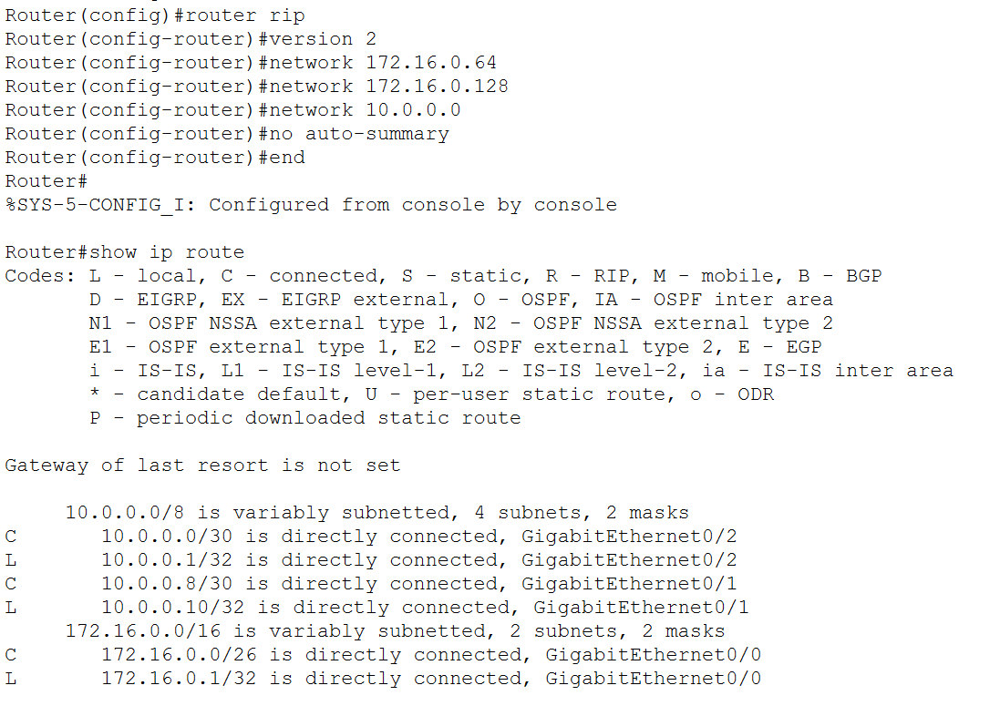 Router(config)#router rip
Router(config-router)#version 2
Router(config-router)#network 172.16.0.64
Router(config-router)#network 172.16.0.128
Router(config-router)#network 10.0.0.0
Router(config-router)#no auto-summary
Router(config-router)#end
Router#
%SYS-5-CONFIG_I: Configured from console by console

Router#show ip route
Codes: L - local, C - connected, S - static, R - RIP, M - mobile, B - BGP
       D - EIGRP, EX - EIGRP external, O - OSPF, IA - OSPF inter area
       N1 - OSPF NSSA external type 1, N2 - OSPF NSSA external type 2
       E1 - OSPF external type 1, E2 - OSPF external type 2, E - EGP
       i - IS-IS, L1 - IS-IS level-1, L2 - IS-IS level-2, ia - IS-IS inter area
       * - candidate default, U - per-user static route, o - ODR
       P - periodic downloaded static route

Gateway of last resort is not set

     10.0.0.0/8 is variably subnetted, 4 subnets, 2 masks
C       10.0.0.0/30 is directly connected, GigabitEthernet0/2
L       10.0.0.1/32 is directly connected, GigabitEthernet0/2
C       10.0.0.8/30 is directly connected, GigabitEthernet0/1
L       10.0.0.10/32 is directly connected, GigabitEthernet0/1
     172.16.0.0/16 is variably subnetted, 2 subnets, 2 masks
C       172.16.0.0/26 is directly connected, GigabitEthernet0/0
L       172.16.0.1/32 is directly connected, GigabitEthernet0/0